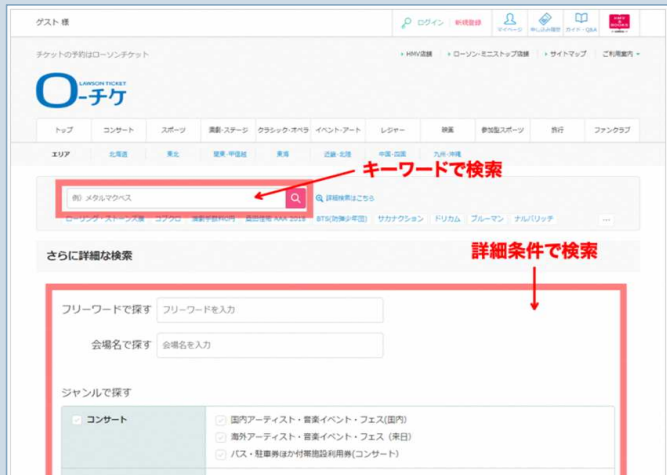 ゲスト 様
ログイン 新規登録 マイページ 申し込み履歴 ガイド・Q&A
チケットの予約はローソンチケット
HMV店舗 ローソン・ミニストップ店舗 サイトマップ ご利用案内
LAWSON TICKET
ローチケ
トップ コンサート スポーツ 演劇・ステージ クラシック・オペラ イベント・アート レジャー 映画 参加型スポーツ 旅行 ファンクラブ
エリア 北海道 東北 関東・甲信越 東海 近畿・北陸 中国・四国 九州・沖縄
キーワードで検索
例）メタルマクベス
詳細検索はこちら
ローリング・ストーンズ展 コブクロ 演劇手数料0円 AAA 2018 BTS(防弾少年団) サカナクション ドリカム ブルーマン ナルバリッチ ...
さらに詳細な検索
詳細条件で検索
フリーワードで探す フリーワードを入力
会場名で探す 会場名を入力
ジャンルで探す
コンサート
国内アーティスト・音楽イベント・フェス(国内)
海外アーティスト・音楽イベント・フェス（来日）
バス・駐車券ほか付帯施設利用券(コンサート)